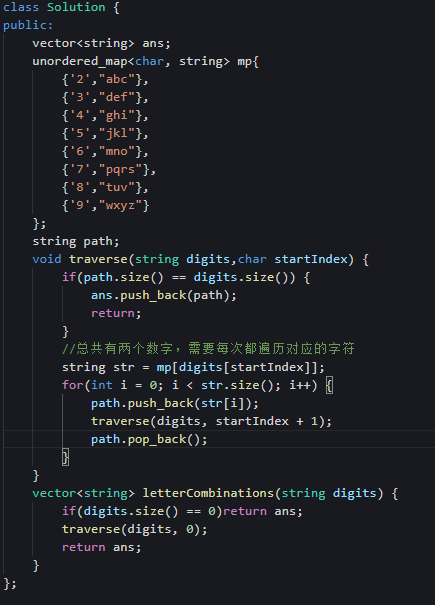 class Solution {
public:
    vector<string> ans;
    unordered_map<char, string> mp{
        {'2',"abc"},
        {'3',"def"},
        {'4',"ghi"},
        {'5',"jkl"},
        {'6',"mno"},
        {'7',"pqrs"},
        {'8',"tuv"},
        {'9',"wxyz"}
    };
    string path;
    void traverse(string digits,char startIndex) {
        if(path.size() == digits.size()) {
            ans.push_back(path);
            return;
        }
        //总共有两个数字，需要每次都遍历对应的字符
        string str = mp[digits[startIndex]];
        for(int i = 0; i < str.size(); i++) {
            path.push_back(str[i]);
            traverse(digits, startIndex + 1);
            path.pop_back();
        }
    }
    vector<string> letterCombinations(string digits) {
        if(digits.size() == 0)return ans;
        traverse(digits, 0);
        return ans;
    }
};